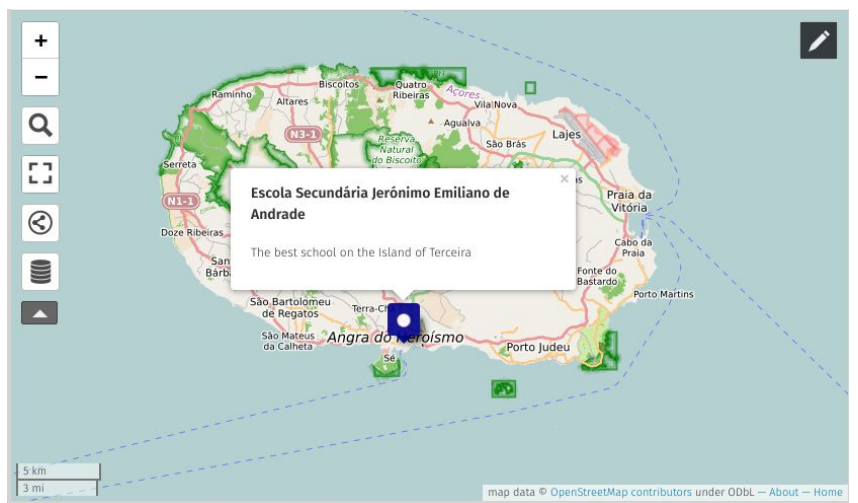 +
−
Raminho
Altares
Biscoitos
Quatro
Ribeiras
Açores
Vila Nova
Agualva
São Brás
Lajes
N3-1
Reserva
Natural
do Biscoito
Serreta
N1-1
Doze Ribeiras
Praia da
Vitória
Cabo da
Praia
Fonte do
Bastardo
Porto Martins
Escola Secundária Jerónimo Emiliano de
Andrade
×
The best school on the Island of Terceira
São Bartolomeu
de Regatos
São Mateus
da Calheta
Angra do
Sé
Porto Judeu
5 km
3 mi
map data © OpenStreetMap contributors under ODbL — About — Home